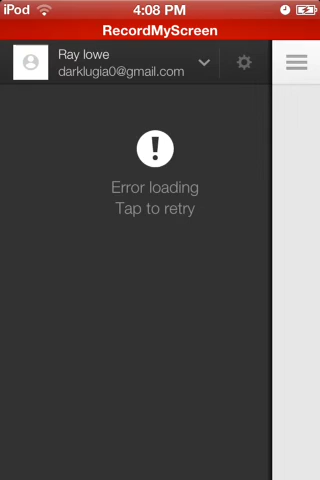 iPod 4:08 PM
RecordMyScreen
Ray lowe
darklugia0@gmail.com
Error loading
Tap to retry